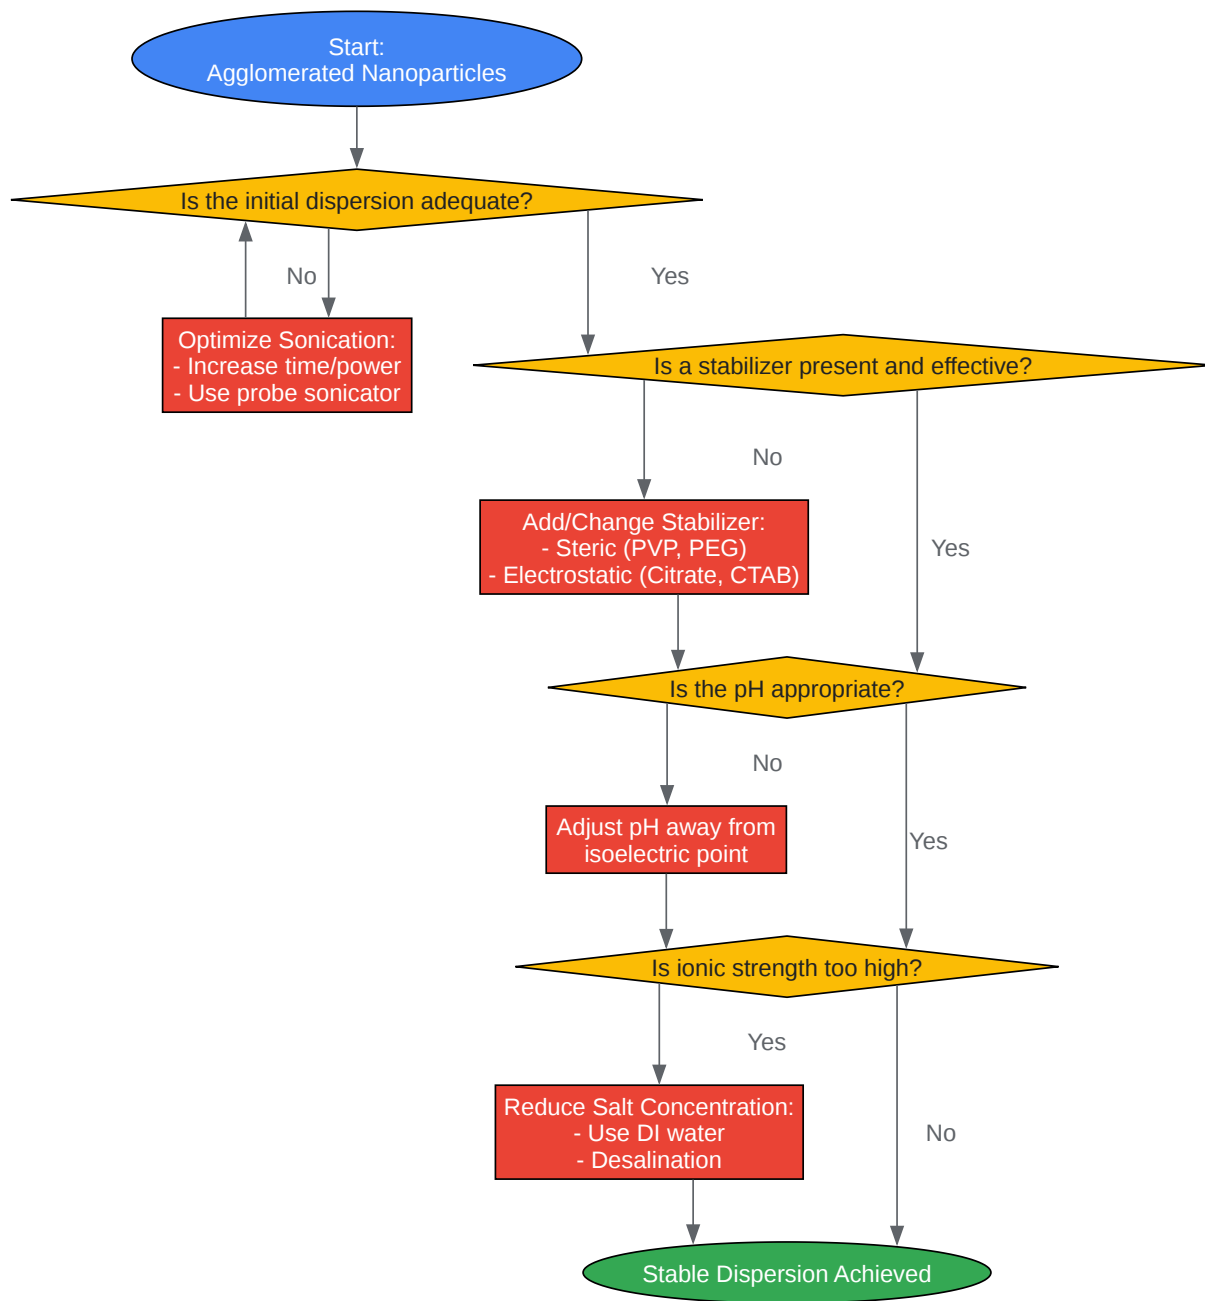 Start:
Agglomerated Nanoparticles
Is the initial dispersion adequate?
No
Yes
Optimize Sonication:
- Increase time/power
- Use probe sonicator
Is a stabilizer present and effective?
No
Add/Change Stabilizer:
- Steric (PVP, PEG)
- Electrostatic (Citrate, CTAB)
Yes
Is the pH appropriate?
No
Adjust pH away from
isoelectric point
Yes
Is ionic strength too high?
Yes
Reduce Salt Concentration:
- Use DI water
- Desalination
No
Stable Dispersion Achieved